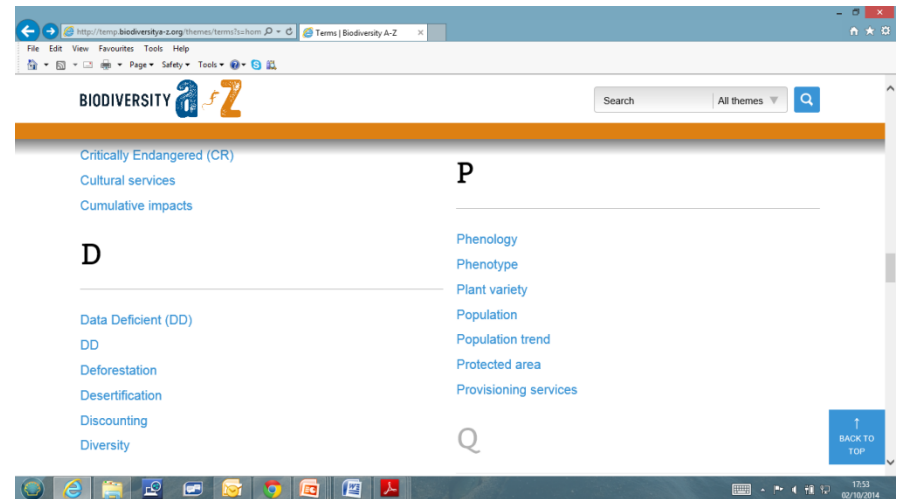 http://temp.biodiversitya-z.org/themes/terms?s=hom
Terms | Biodiversity A-Z
File Edit View Favourites Tools Help
Page Safety Tools
BIODIVERSITY a Z
Search All themes
Critically Endangered (CR)
Cultural services
Cumulative impacts
D
Data Deficient (DD)
DD
Deforestation
Desertification
Discounting
Diversity
P
Phenology
Phenotype
Plant variety
Population
Population trend
Protected area
Provisioning services
Q
BACK TO
TOP
17:53
02/10/2014